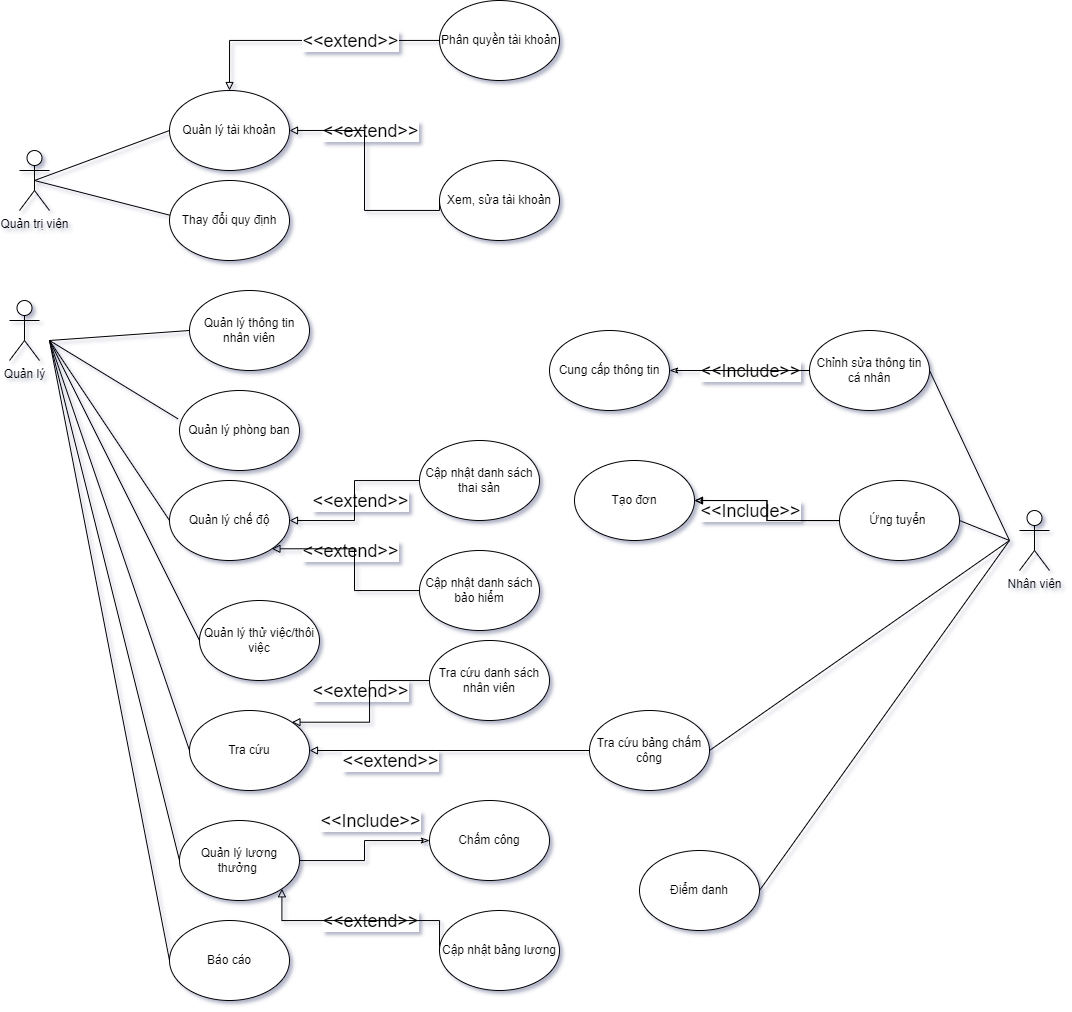 <<extend>>
Phân quyền tài khoản
Quản lý tài khoản
<<extend>>
Xem, sửa tài khoản
Quản trị viên
Thay đổi quy định
Quản lý thông tin
nhân viên
Quản lý
Cung cấp thông tin
<<Include>>
Chỉnh sửa thông tin
cá nhân
Quản lý phòng ban
Cập nhật danh sách
thai sản
<<extend>>
Quản lý chế độ
<<extend>>
Cập nhật danh sách
bảo hiểm
Tạo đơn
<<Include>>
Ứng tuyển
Nhân viên
Quản lý thử việc/thôi
việc
Tra cứu danh sách
nhân viên
<<extend>>
Tra cứu
<<extend>>
Tra cứu bảng chấm
công
<<Include>>
Chấm công
Quản lý lương
thưởng
<<extend>>
Cập nhật bảng lương
Điểm danh
Báo cáo